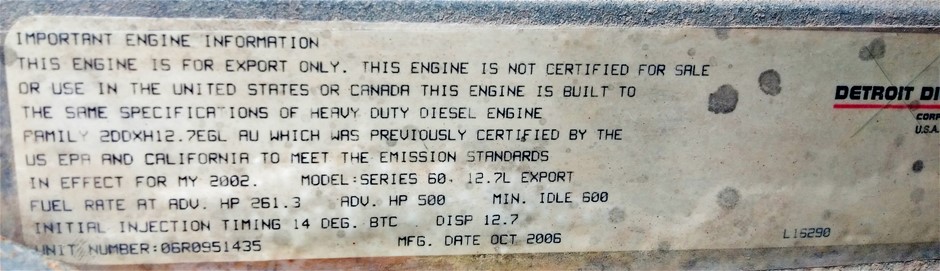 IMPORTANT ENGINE INFORMATION
THIS ENGINE IS FOR EXPORT ONLY. THIS ENGINE IS NOT CERTIFIED FOR SALE
OR USE IN THE UNITED STATES OR CANADA THIS ENGINE IS BUILT TO
THE SAME SPECIFICATIONS OF HEAVY DUTY DIESEL ENGINE
FAMILY 2DDXH12.7EGL AU WHICH WAS PREVIOUSLY CERTIFIED BY THE
US EPA AND CALIFORNIA TO MEET THE EMISSION STANDARDS
IN EFFECT FOR MY 2002. MODEL:SERIES 60. 12.7L EXPORT
FUEL RATE AT ADV. HP 261.3 ADV. HP 500 MIN. IDLE 600
INITIAL INJECTION TIMING 14 DEG. BTC DISP 12.7
UNIT NUMBER:06R0951435 MFG. DATE OCT 2006
DETROIT DI
CORP
U.S.A.
L16290